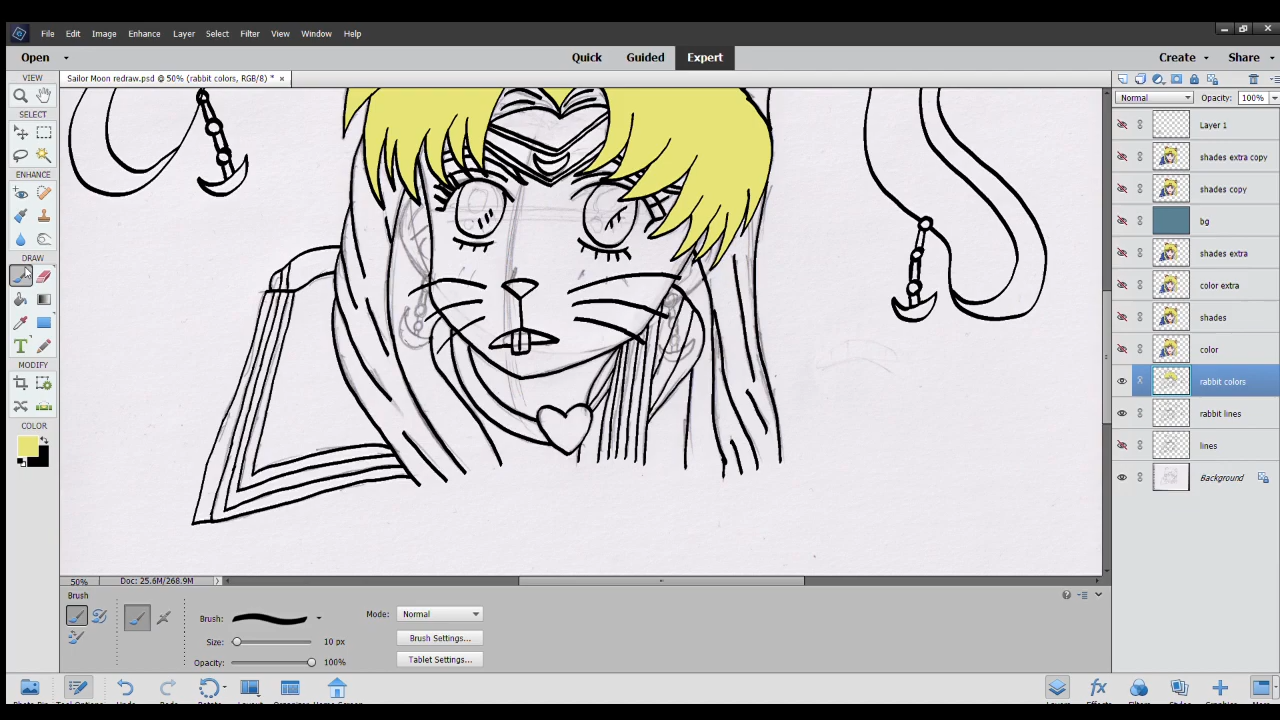 File Edit Image Enhance Layer Select Filter View Window Help
Open Quick Guided Expert Create Share
VIEW Sailor Moon redraw.psd @ 50% (rabbit colors, RGB/8) * ×
Normal Opacity: 100%
SELECT
Layer 1
shades extra copy
ENHANCE
shades copy
bg
shades extra
DRAW
color extra
shades
color
MODIFY
rabbit colors
rabbit lines
COLOR
lines
Background
50% Doc: 25.6M/268.9M
Brush
Brush: Mode: Normal
Size: 10 px Brush Settings...
Opacity: 100% Tablet Settings...